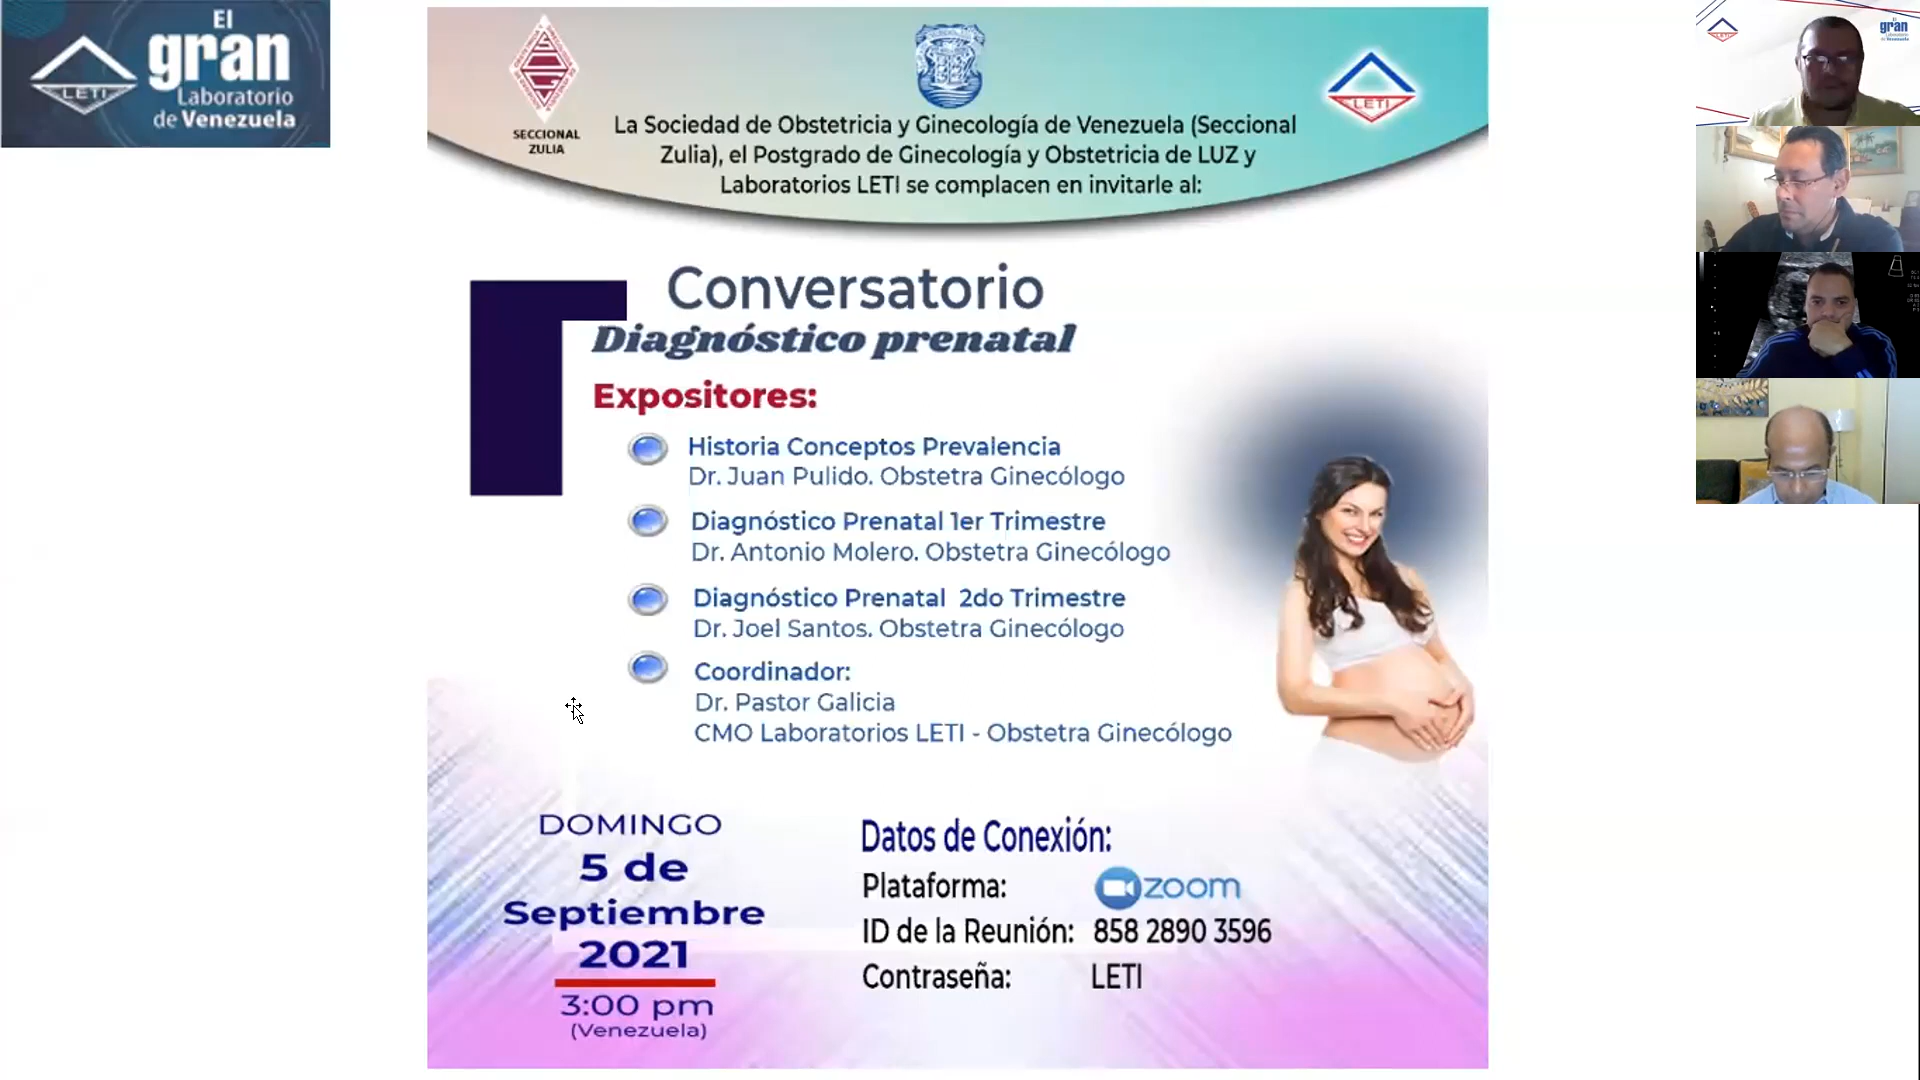 El
gran
Laboratorio
de Venezuela
LETI
SECCIONAL
ZULIA
LETI
La Sociedad de Obstetricia y Ginecología de Venezuela (Seccional
Zulia), el Postgrado de Ginecología y Obstetricia de LUZ y
Laboratorios LETI se complacen en invitarle al:
Conversatorio
Diagnóstico prenatal
Expositores:
Historia Conceptos Prevalencia
Dr. Juan Pulido. Obstetra Ginecólogo
Diagnóstico Prenatal 1er Trimestre
Dr. Antonio Molero. Obstetra Ginecólogo
Diagnóstico Prenatal 2do Trimestre
Dr. Joel Santos. Obstetra Ginecólogo
Coordinador:
Dr. Pastor Galicia
CMO Laboratorios LETI - Obstetra Ginecólogo
DOMINGO
5 de
Septiembre
2021
3:00 pm
(Venezuela)
Datos de Conexión:
Plataforma: zoom
ID de la Reunión: 858 2890 3596
Contraseña: LETI
LETI
El
gran